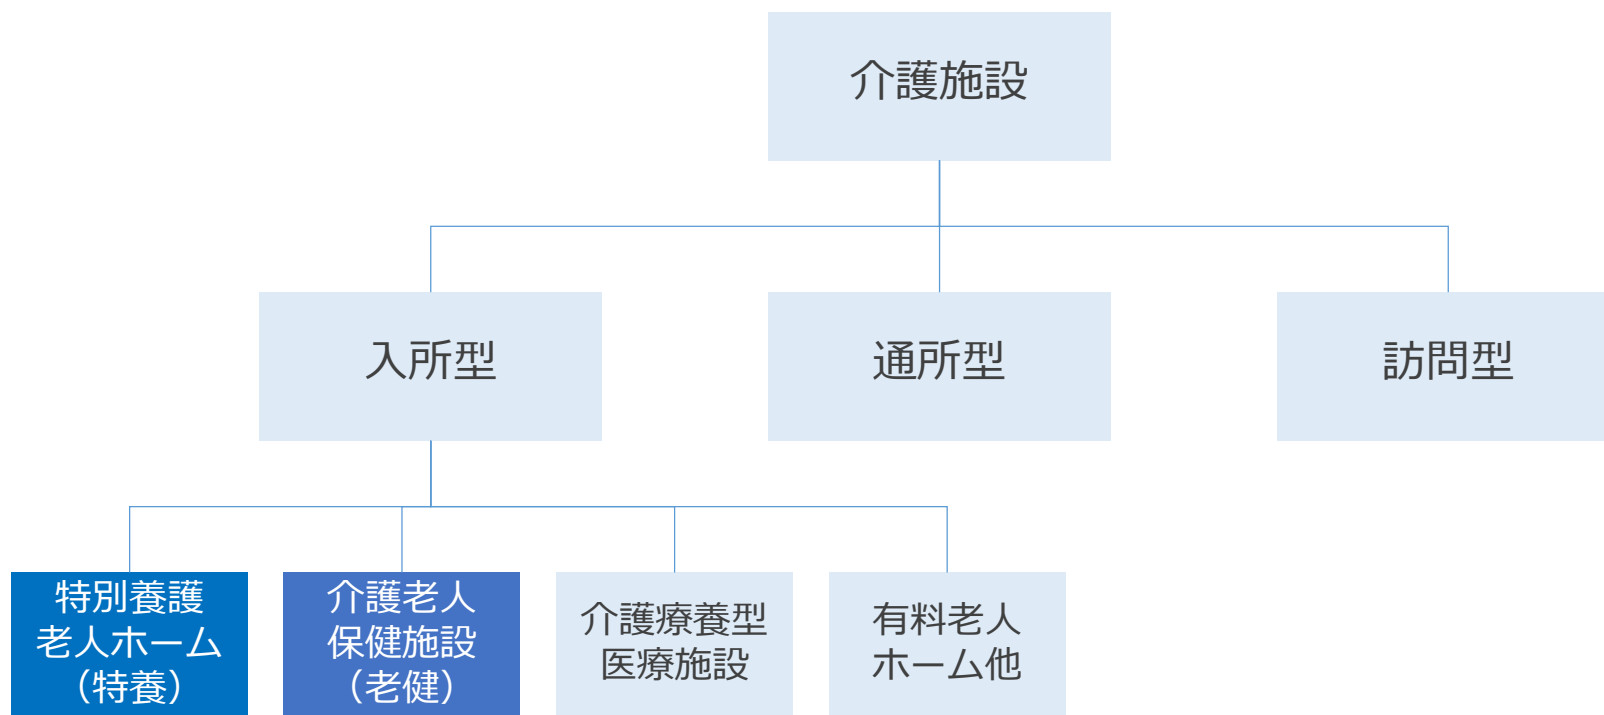 介護施設
入所型
通所型
訪問型
特別養護
老人ホーム
（特養）
介護老人
保健施設
（老健）
介護療養型
医療施設
有料老人
ホーム他